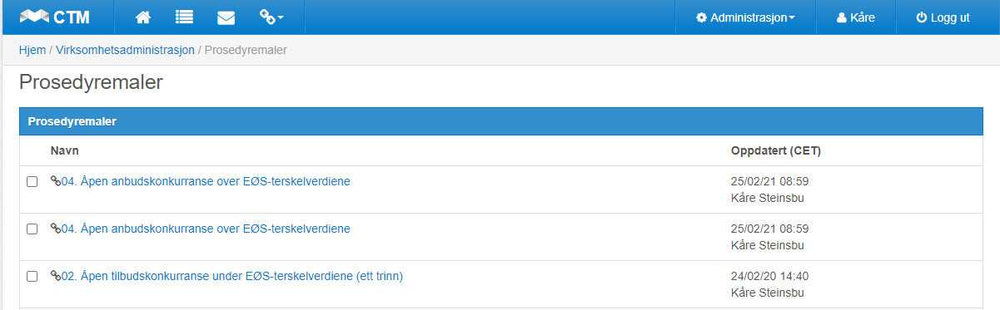 CTM Administrasjon Kåre Logg ut
Hjem / Virksomhetsadministrasjon / Prosedyremaler
Prosedyremaler
Prosedyremaler
Navn Oppdatert (CET)
04. Åpen anbudskonkurranse over EØS-terskelverdiene 25/02/21 08:59
Kåre Steinsbu
04. Åpen anbudskonkurranse over EØS-terskelverdiene 25/02/21 08:59
Kåre Steinsbu
02. Åpen tilbudskonkurranse under EØS-terskelverdiene (ett trinn) 24/02/20 14:40
Kåre Steinsbu